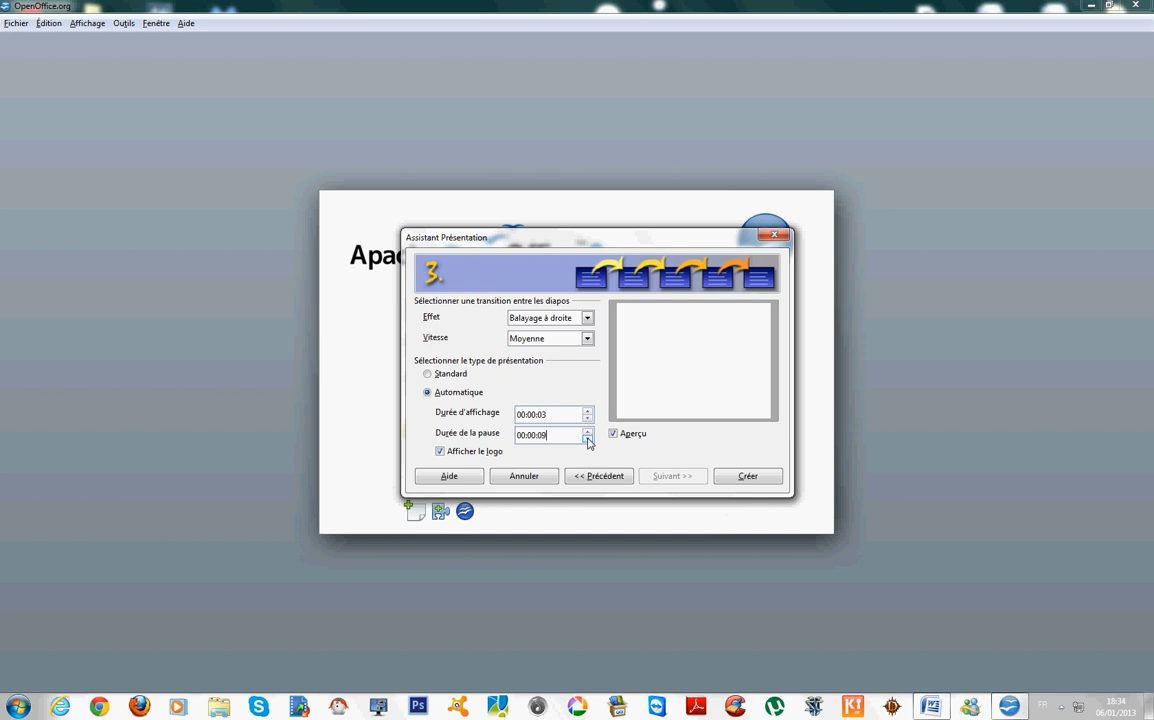 OpenOffice.org
Fichier Édition Affichage Outils Fenêtre Aide
Apac
Assistant Présentation
3.
Sélectionner une transition entre les diapos
Effet Balayage à droite
Vitesse Moyenne
Sélectionner le type de présentation
Standard
Automatique
Durée d'affichage 00:00:03
Durée de la pause 00:00:09
Aperçu
Afficher le logo
Aide Annuler << Précédent Suivant >> Créer
Ps
W
FR
18:34
06/01/2013